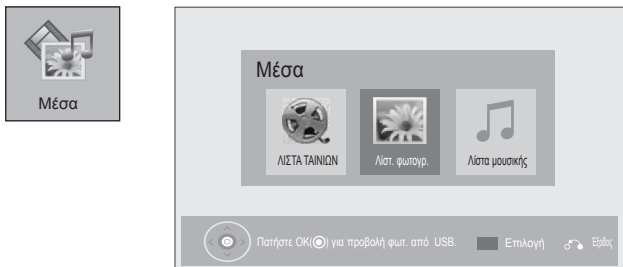 Μέσα
Μέσα
ΛΙΣΤΑ ΤΑΙΝΙΩΝ
Λίστ. φωτογρ.
Λίστα μουσικής
Πατήστε OK(◉) για προβολή φωτ. από USB.
Επιλογή
Έξοδος